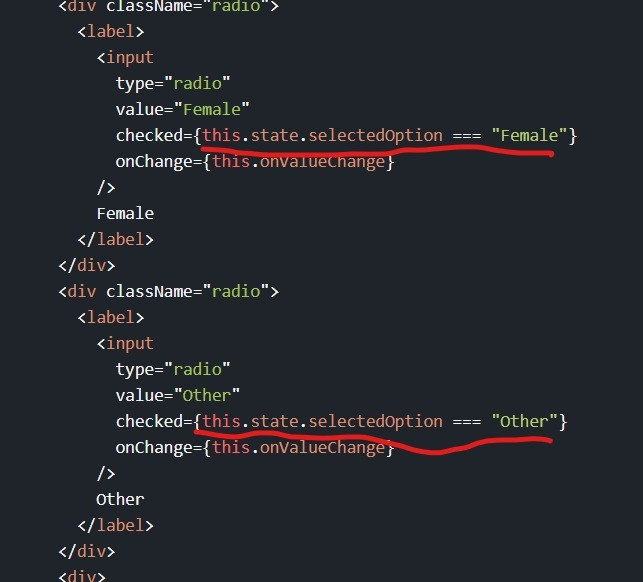 <div className="radio">
<label>
<input
type="radio"
value="Female"
checked={this.state.selectedOption === "Female"}
onChange={this.onValueChange}
/>
Female
</label>
</div>
<div className="radio">
<label>
<input
type="radio"
value="Other"
checked={this.state.selectedOption === "Other"}
onChange={this.onValueChange}
/>
Other
</label>
</div>
<div>